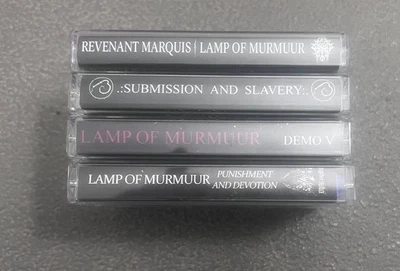 REVENANT MARQUIS | LAMP OF MURMUUR
.:SUBMISSION AND SLAVERY:.
LAMP OF MURMUUR DEMO V
LAMP OF MURMUUR PUNISHMENT
AND DEVOTION